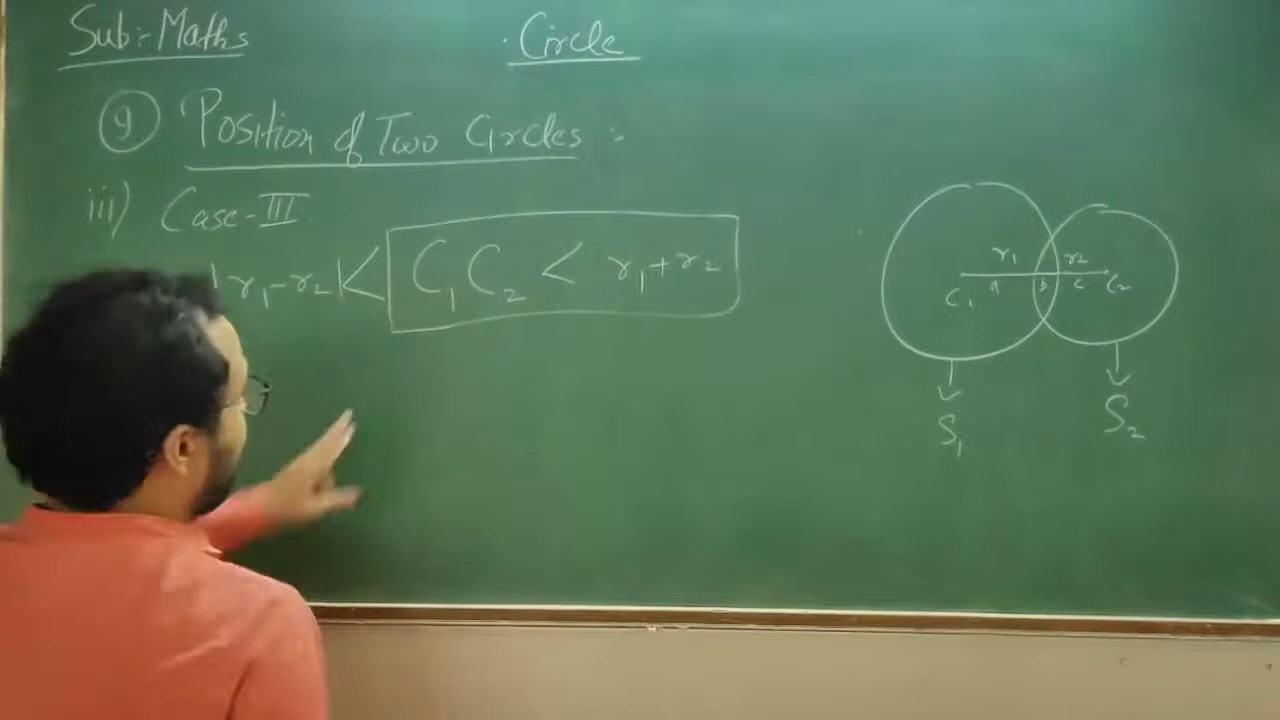 Sub:- Maths
Circle
9 Position of Two Circles :-
iii) Case-III
|r₁-r₂|< C₁C₂ < r₁+r₂
r₁ r₂
C₁ a b c C₂
S₁ S₂